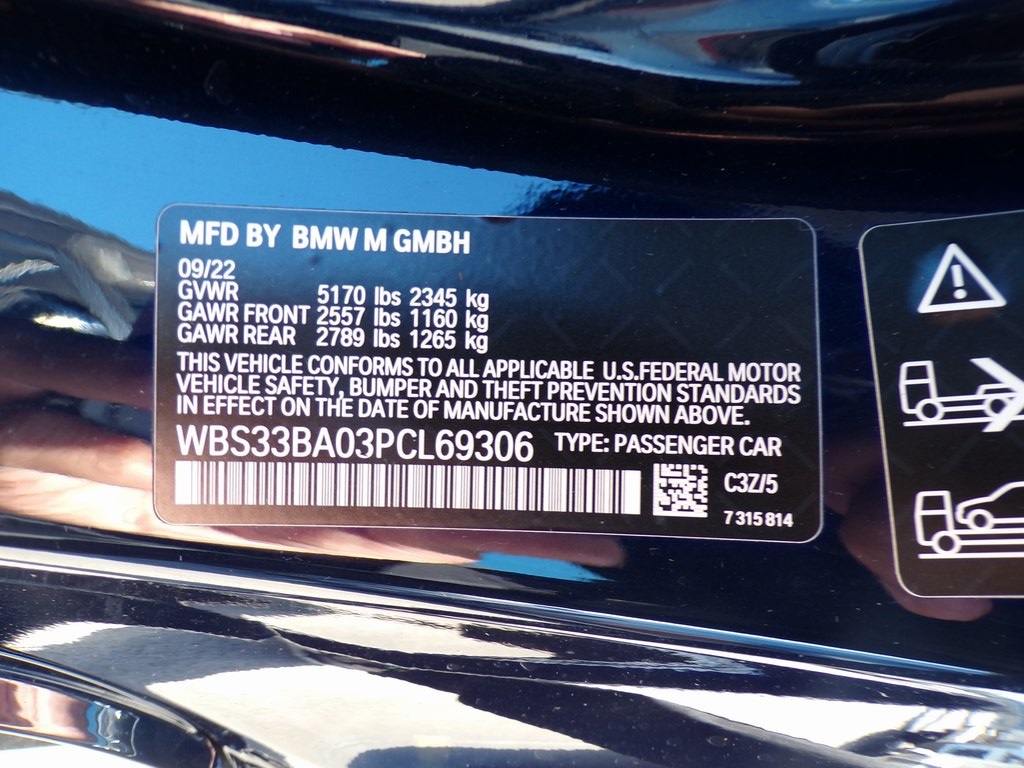 MFD BY BMW M GMBH
09/22
GVWR 5170 lbs 2345 kg
GAWR FRONT 2557 lbs 1160 kg
GAWR REAR 2789 lbs 1265 kg
THIS VEHICLE CONFORMS TO ALL APPLICABLE U.S.FEDERAL MOTOR
VEHICLE SAFETY, BUMPER AND THEFT PREVENTION STANDARDS
IN EFFECT ON THE DATE OF MANUFACTURE SHOWN ABOVE.
WBS33BA03PCL69306 TYPE: PASSENGER CAR
C3Z/5
7 315 814